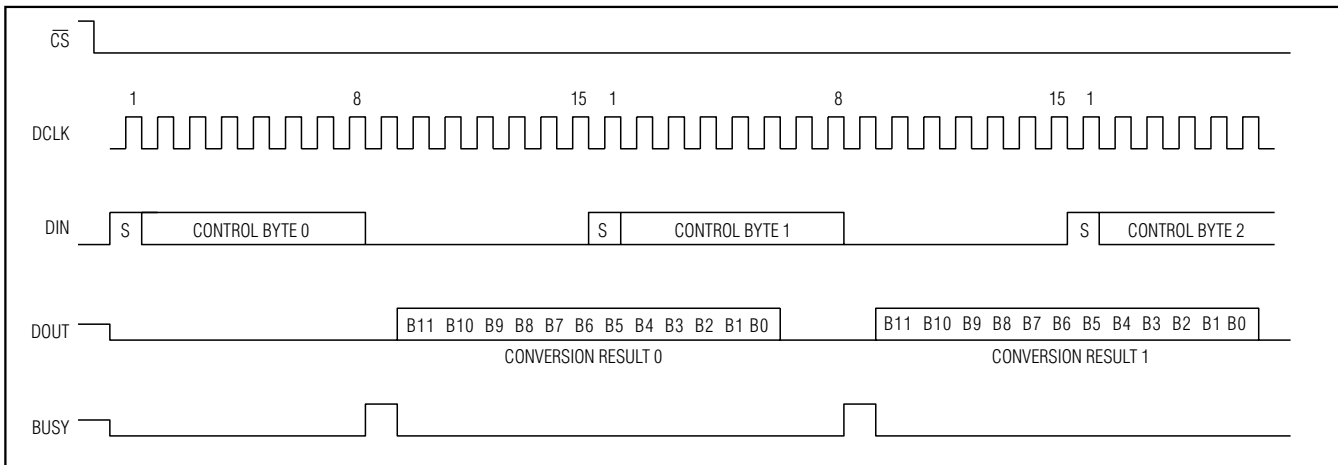 CS
1 8 15 1 8 15 1
DCLK
DIN S CONTROL BYTE 0 S CONTROL BYTE 1 S CONTROL BYTE 2
DOUT B11 B10 B9 B8 B7 B6 B5 B4 B3 B2 B1 B0 B11 B10 B9 B8 B7 B6 B5 B4 B3 B2 B1 B0
CONVERSION RESULT 0 CONVERSION RESULT 1
BUSY